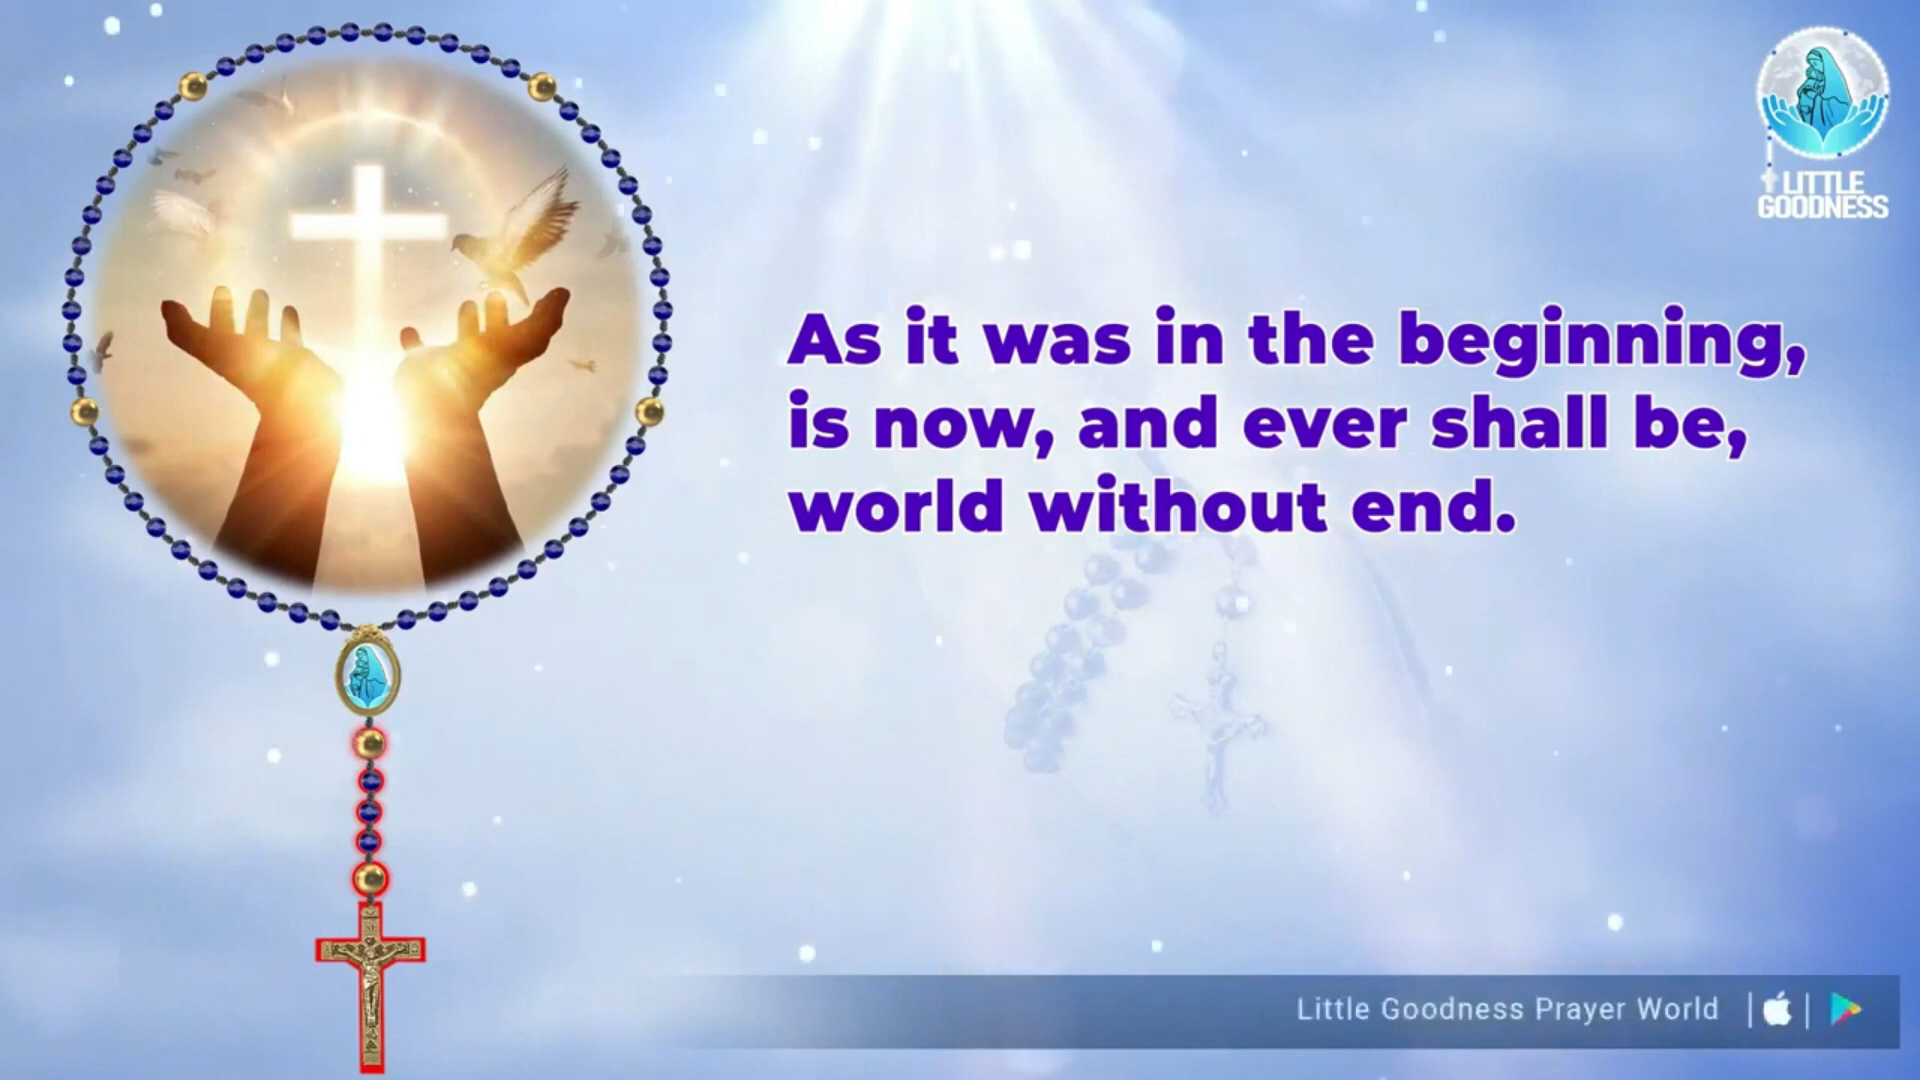 LITTLE
GOODNESS
As it was in the beginning,
is now, and ever shall be,
world without end.
Little Goodness Prayer World